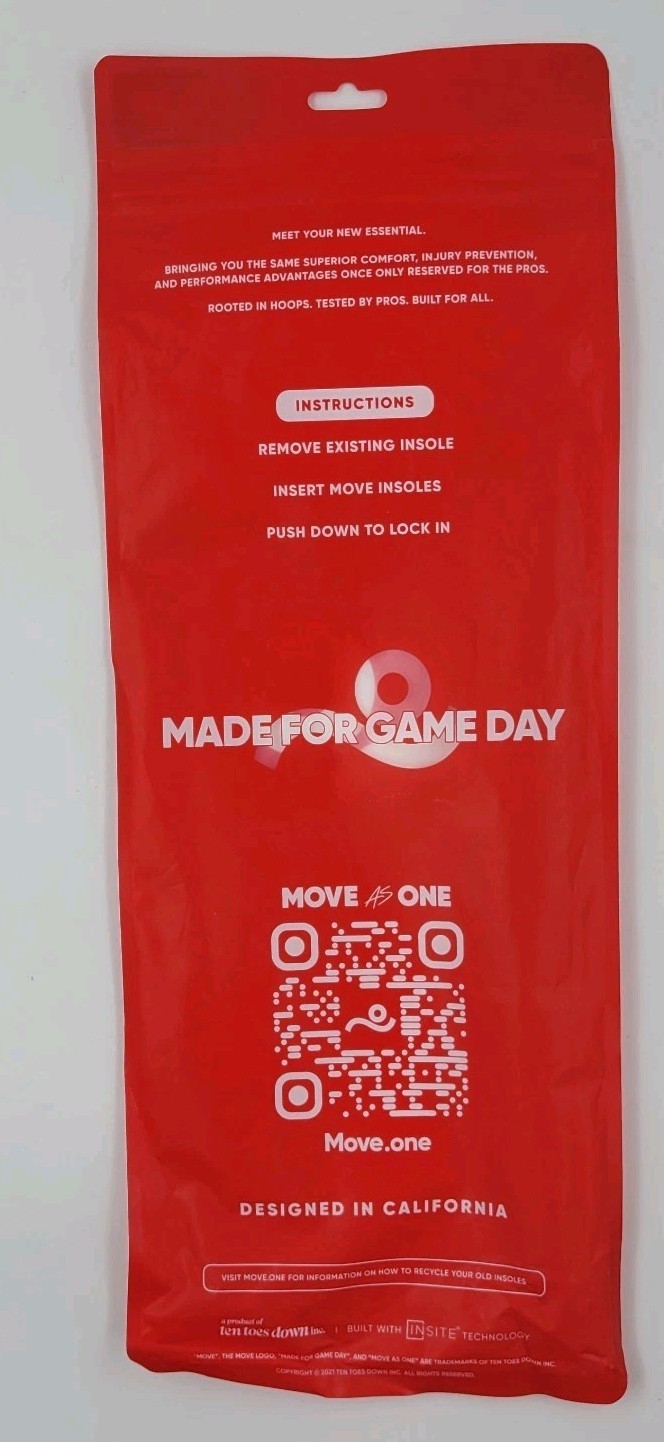 MEET YOUR NEW ESSENTIAL.
BRINGING YOU THE SAME SUPERIOR COMFORT, INJURY PREVENTION,
AND PERFORMANCE ADVANTAGES ONCE ONLY RESERVED FOR THE PROS.
ROOTED IN HOOPS. TESTED BY PROS. BUILT FOR ALL.
INSTRUCTIONS
REMOVE EXISTING INSOLE
INSERT MOVE INSOLES
PUSH DOWN TO LOCK IN
MADE FOR GAME DAY
MOVE AS ONE
Move.one
DESIGNED IN CALIFORNIA
VISIT MOVE.ONE FOR INFORMATION ON HOW TO RECYCLE YOUR OLD INSOLES
a product of
ten toes down inc. | BUILT WITH INSITE® TECHNOLOGY
"MOVE", THE MOVE LOGO, "MADE FOR GAME DAY", AND "MOVE AS ONE" ARE TRADEMARKS OF TEN TOES DOWN INC.
COPYRIGHT © 2021 TEN TOES DOWN INC. ALL RIGHTS RESERVED.